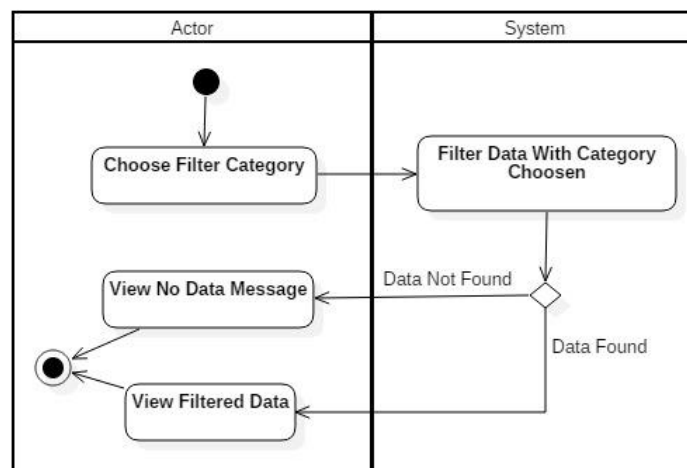 Actor
System
Choose Filter Category
Filter Data With Category
Choosen
View No Data Message
Data Not Found
Data Found
View Filtered Data